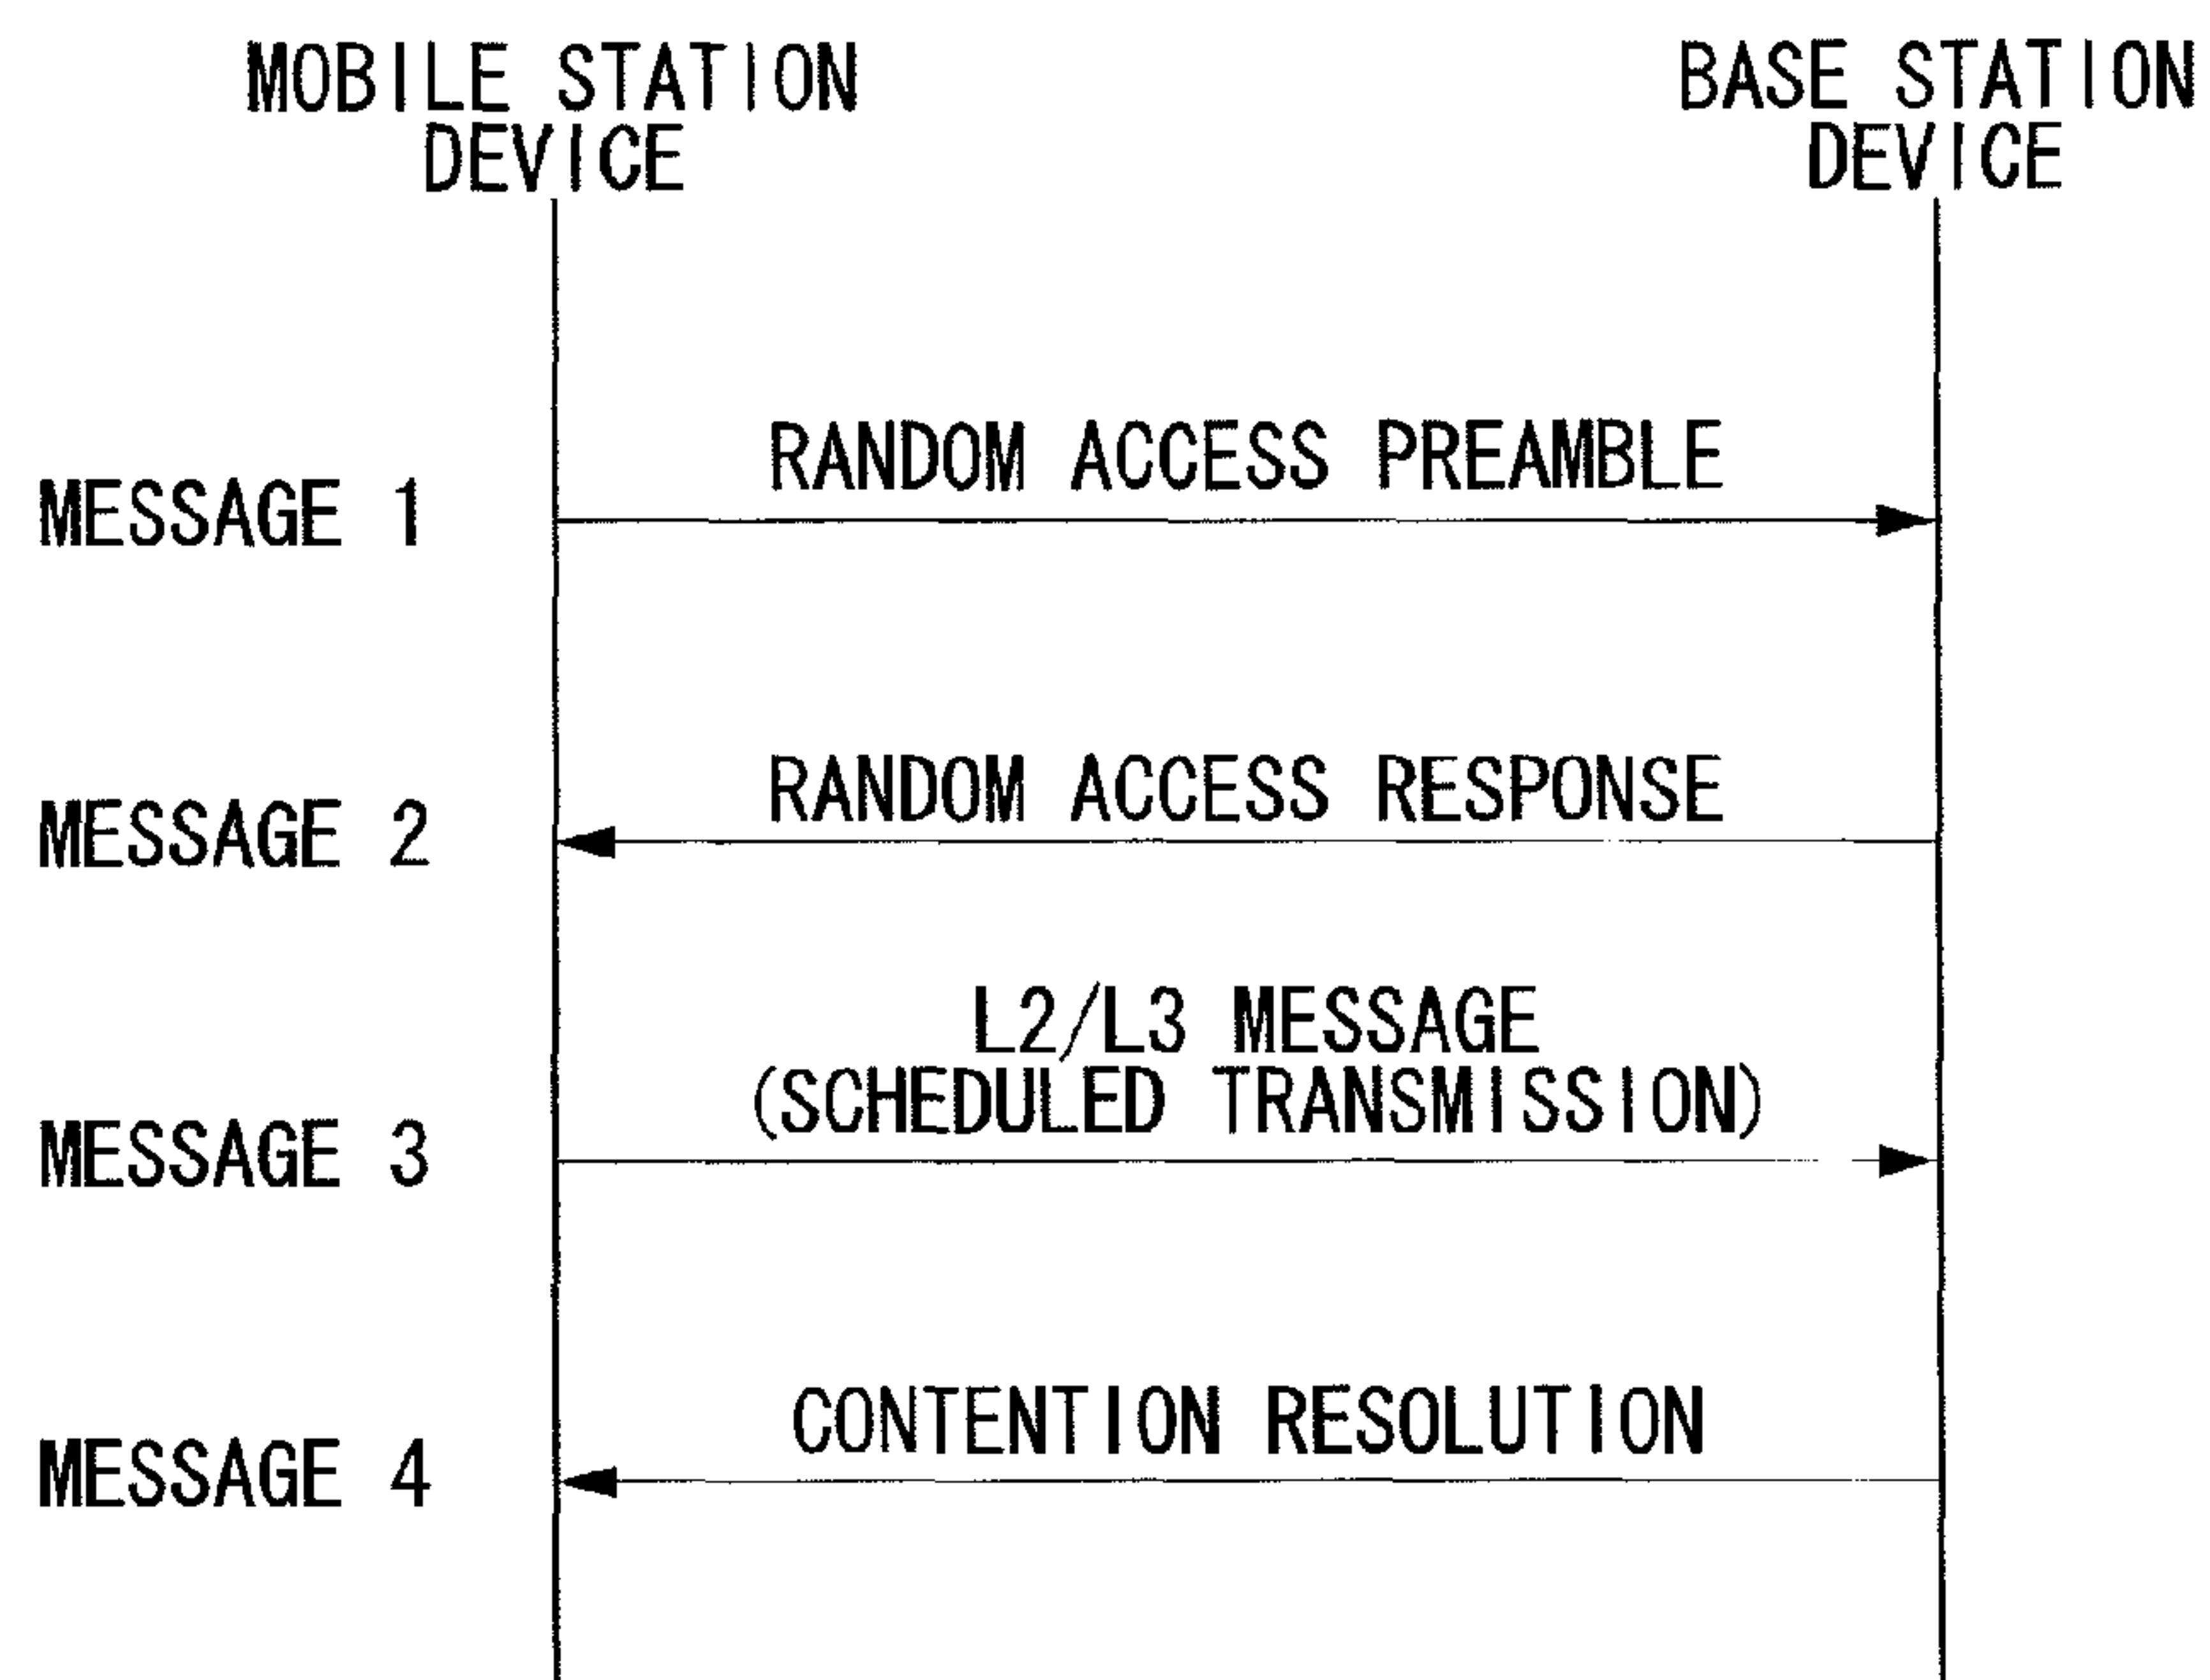 MOBILE STATION
DEVICE
BASE STATION
DEVICE
RANDOM ACCESS PREAMBLE
MESSAGE 1
RANDOM ACCESS RESPONSE
MESSAGE 2
L2/L3 MESSAGE
(SCHEDULED TRANSMISSION)
MESSAGE 3
CONTENTION RESOLUTION
MESSAGE 4